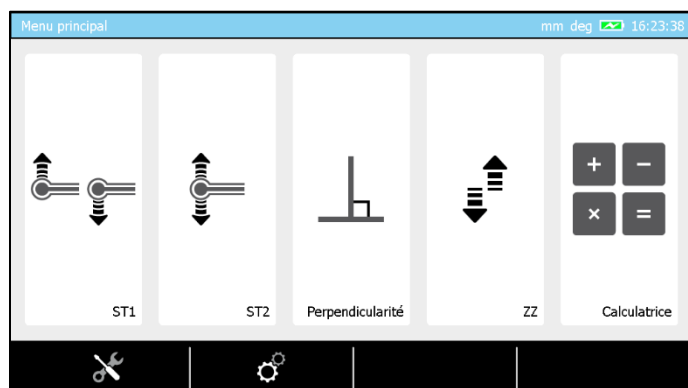 Menu principal
mm deg 16:23:38
ST1
ST2
Perpendicularité
ZZ
Calculatrice